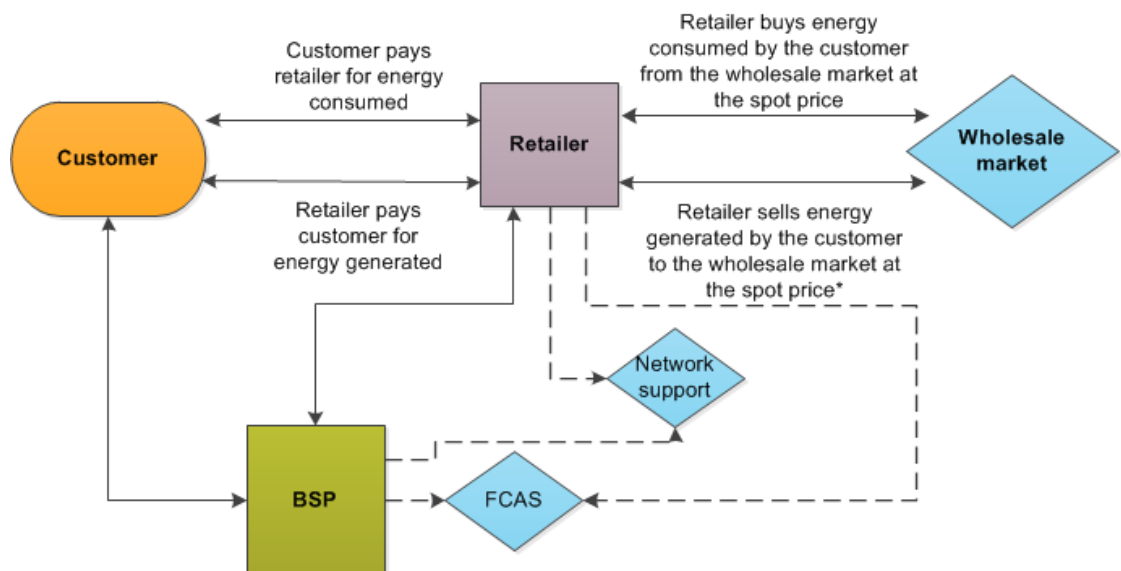 Customer pays
retailer for energy
consumed
Retailer buys energy
consumed by the customer
from the wholesale market at
the spot price
Customer
Retailer
Wholesale
market
Retailer pays
customer for
energy generated
Retailer sells energy
generated by the customer
to the wholesale market at
the spot price*
Network
support
BSP
FCAS